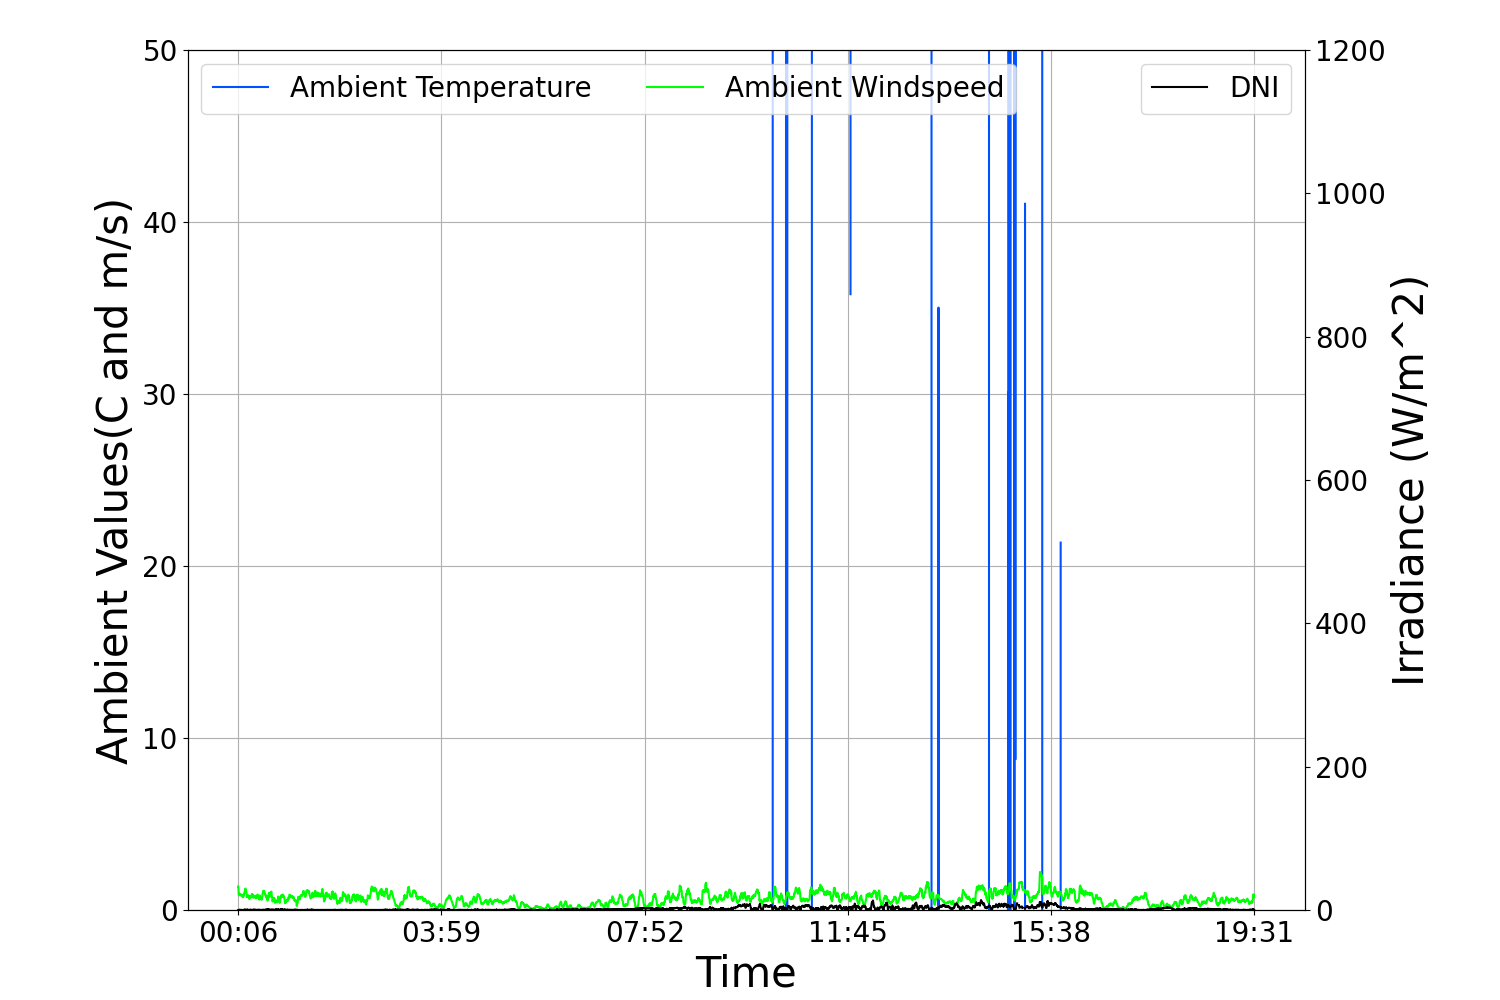 Ambient Temperature Ambient Windspeed DNI
Ambient Values(C and m/s)
50
40
30
20
10
0
1200
1000
800
600
400
200
0
Irradiance (W/m^2)
00:06 03:59 07:52 11:45 15:38 19:31
Time